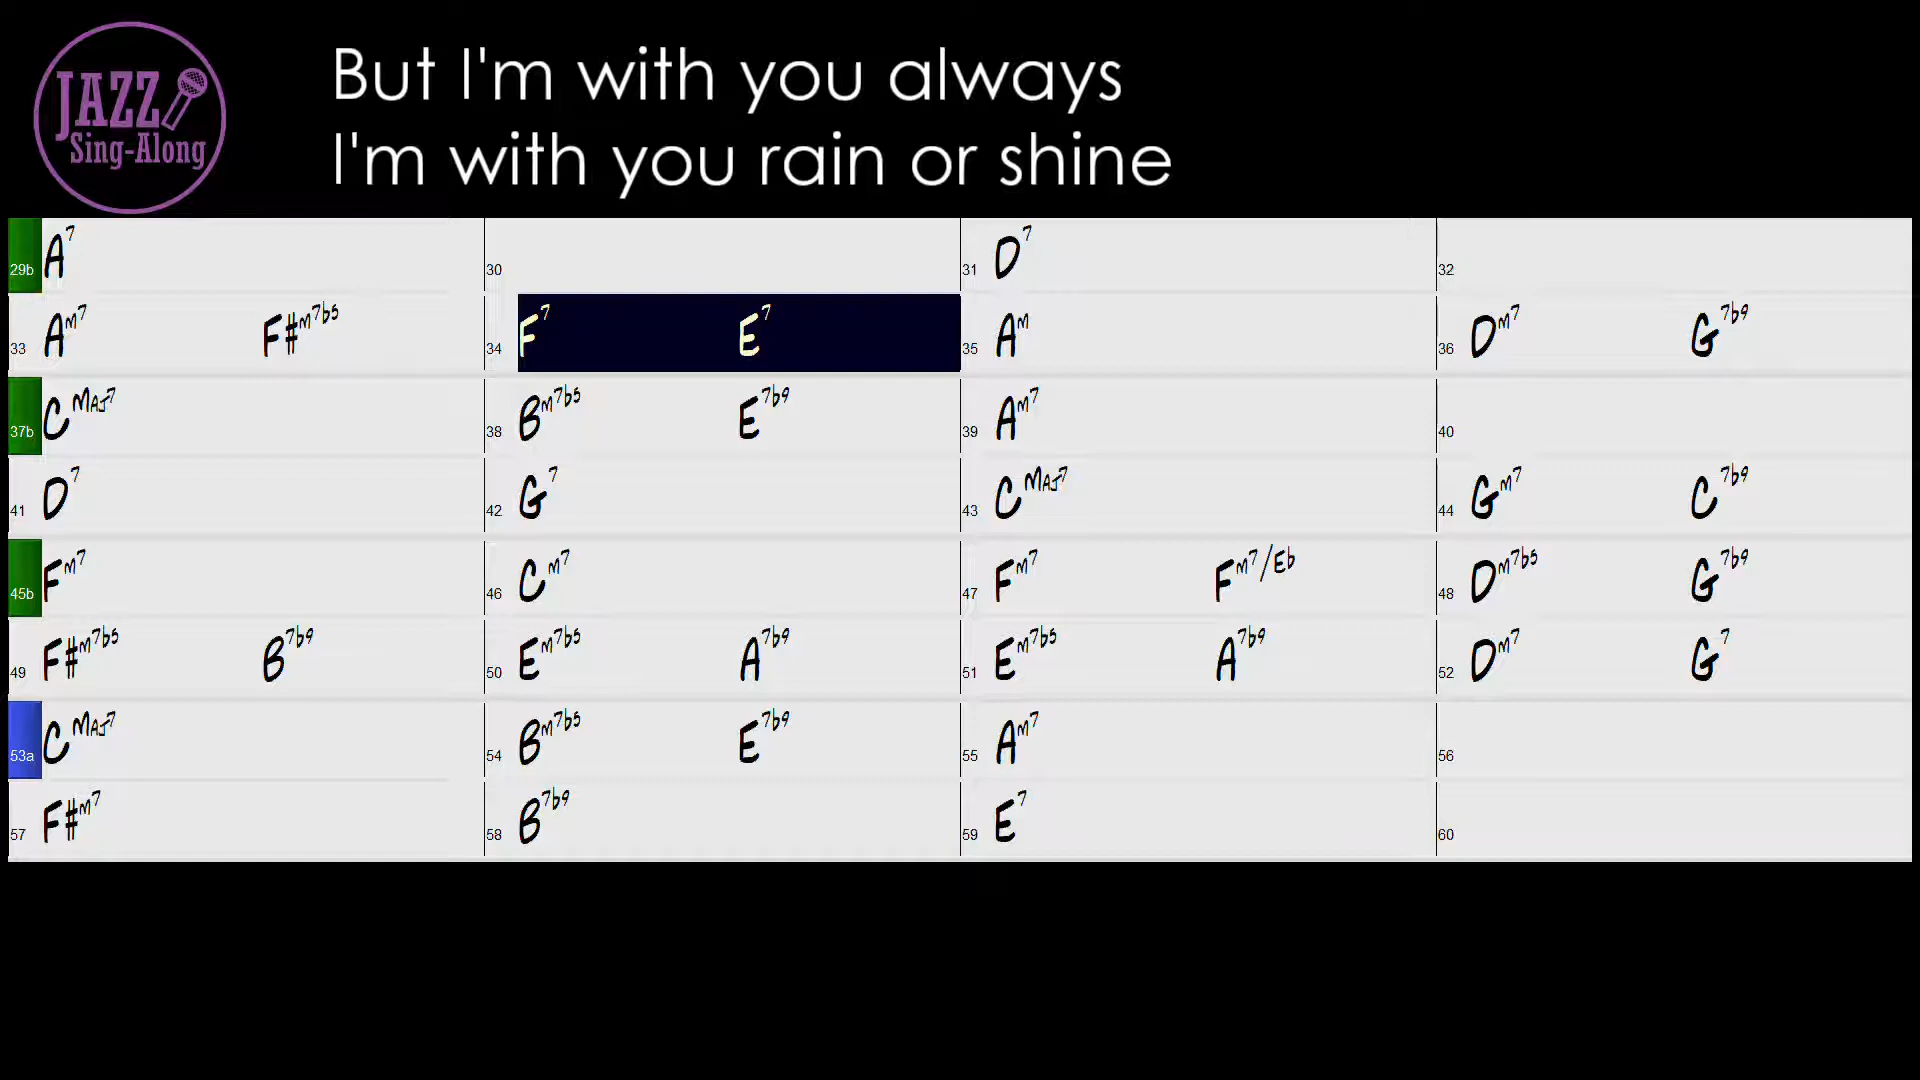 JAZZ
Sing-Along
But I'm with you always
I'm with you rain or shine
29b A7 30 31 D7 32
33 Am7 F#m7b5 34 F7 E7 35 Am 36 Dm7 G7b9
37b CMAJ7 38 Bm7b5 E7b9 39 Am7 40
41 D7 42 G7 43 CMAJ7 44 Gm7 C7b9
45b Fm7 46 Cm7 47 Fm7 Fm7/Eb 48 Dm7b5 G7b9
49 F#m7b5 B7b9 50 Em7b5 A7b9 51 Em7b5 A7b9 52 Dm7 G7
53a CMAJ7 54 Bm7b5 E7b9 55 Am7 56
57 F#m7 58 B7b9 59 E7 60